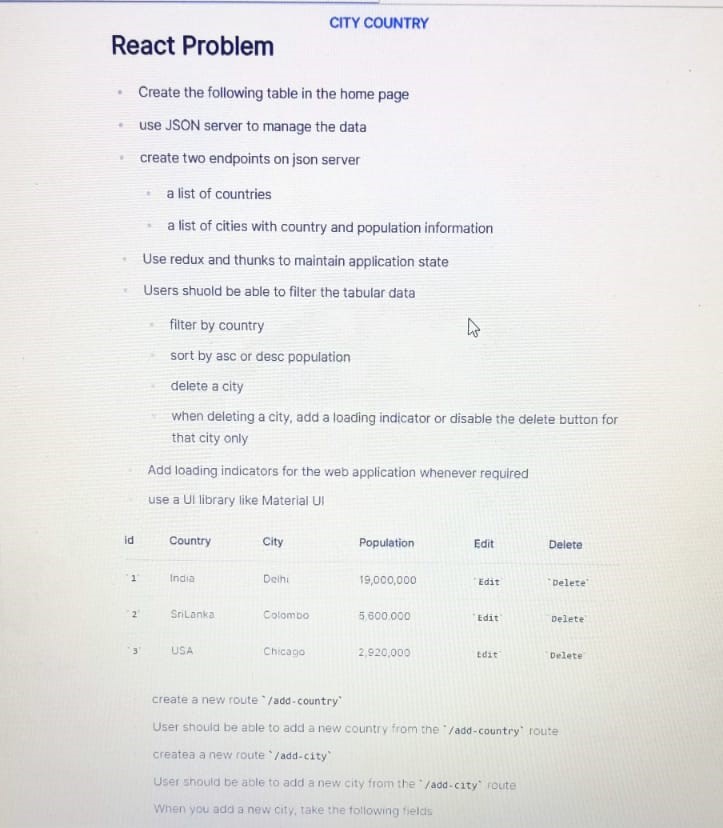 CITY COUNTRY
React Problem
Create the following table in the home page
use JSON server to manage the data
create two endpoints on json server
a list of countries
a list of cities with country and population information
Use redux and thunks to maintain application state
Users shuold be able to filter the tabular data
filter by country
sort by asc or desc population
delete a city
when deleting a city, add a loading indicator or disable the delete button for
that city only
Add loading indicators for the web application whenever required
use a UI library like Material UI
id Country City Population Edit Delete
`1` India Delhi 19,000,000 `Edit `Delete`
`2` SriLanka Colombo 5,600,000 `Edit` Delete`
`3` USA Chicago 2,920,000 Edit` `Delete`
create a new route `/add-country`
User should be able to add a new country from the `/add-country` route
createa a new route `/add-city`
User should be able to add a new city from the `/add-city` route
When you add a new city, take the following fields